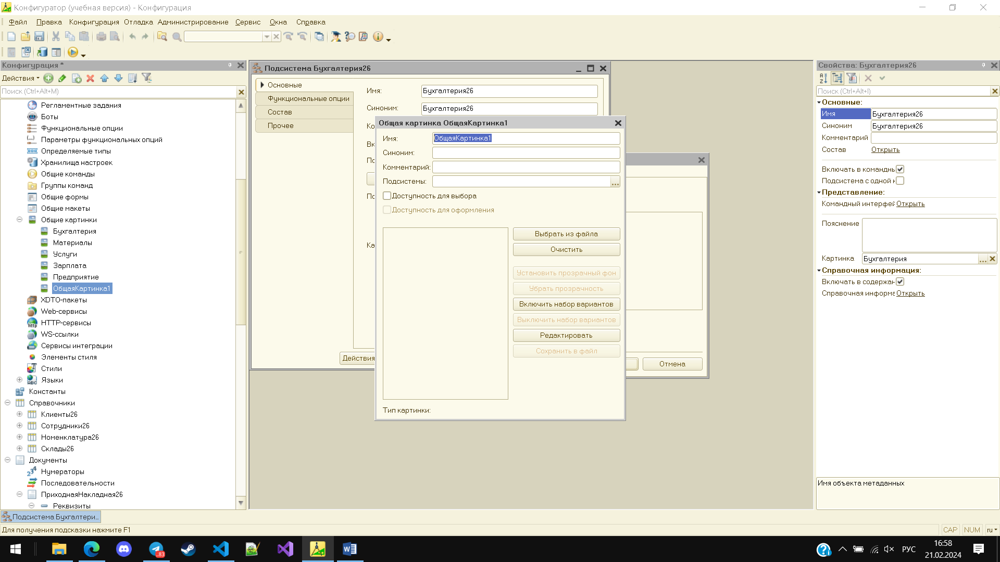 Конфигуратор (учебная версия) - Конфигурация
Файл Правка Конфигурация Отладка Администрирование Сервис Окна Справка
Конфигурация *
Действия
Поиск (Ctrl+Alt+M)
Регламентные задания
Боты
Функциональные опции
Параметры функциональных опций
Определяемые типы
Хранилища настроек
Общие команды
Группы команд
Общие формы
Общие макеты
Общие картинки
Бухгалтерия
Материалы
Услуги
Зарплата
Предприятие
ОбщаяКартинка1
XDTO-пакеты
Web-сервисы
HTTP-сервисы
WS-ссылки
Сервисы интеграции
Элементы стиля
Стили
Языки
Константы
Справочники
Клиенты26
Сотрудники26
Номенклатура26
Склады26
Документы
Нумераторы
Последовательности
ПриходнаяНакладная26
Реквизиты
Подсистема Бухгалтерия26
Основные
Функциональные опции
Состав
Прочее
Имя: Бухгалтерия26
Синоним: Бухгалтерия26
Ко
Вк
По
По
Ка
Действия
Общая картинка ОбщаяКартинка1
Имя: ОбщаяКартинка1
Синоним:
Комментарий:
Подсистемы: ...
Доступность для выбора
Доступность для оформления
Выбрать из файла
Очистить
Установить прозрачный фон
Убрать прозрачность
Включить набор вариантов
Выключить набор вариантов
Редактировать
Сохранить в файл
Тип картинки:
Отмена
Свойства: Бухгалтерия26
Поиск (Ctrl+Alt+I)
Основные:
Имя Бухгалтерия26
Синоним Бухгалтерия26
Комментарий
Состав Открыть
Включать в командны
Подсистема с одной к
Представление:
Командный интерфей Открыть
Пояснение
Картинка Бухгалтерия ...
Справочная информация:
Включать в содержан
Справочная информа Открыть
Имя объекта метаданных
Подсистема Бухгалтери...
Для получения подсказки нажмите F1
CAP NUM ru
83
РУС
16:58
21.02.2024